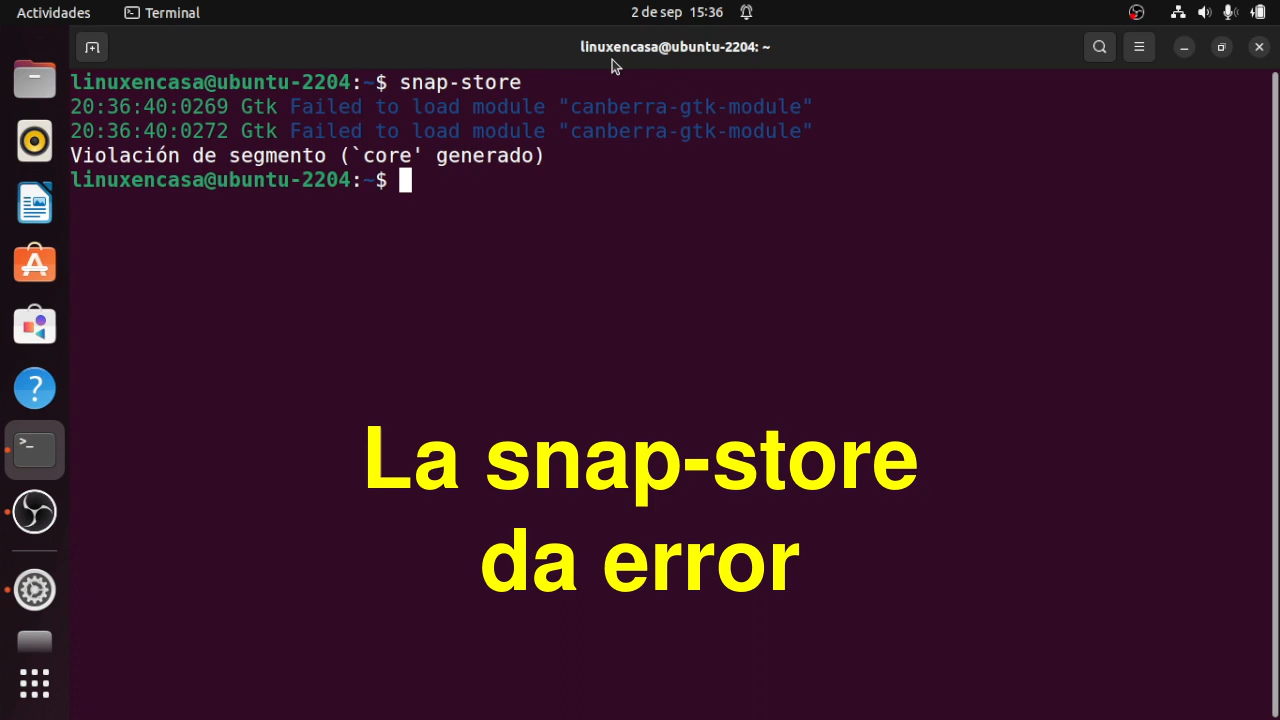 Actividades Terminal 2 de sep 15:36
linuxencasa@ubuntu-2204: ~
linuxencasa@ubuntu-2204:~$ snap-store
20:36:40:0269 Gtk Failed to load module "canberra-gtk-module"
20:36:40:0272 Gtk Failed to load module "canberra-gtk-module"
Violación de segmento (`core' generado)
linuxencasa@ubuntu-2204:~$
La snap-store
da error